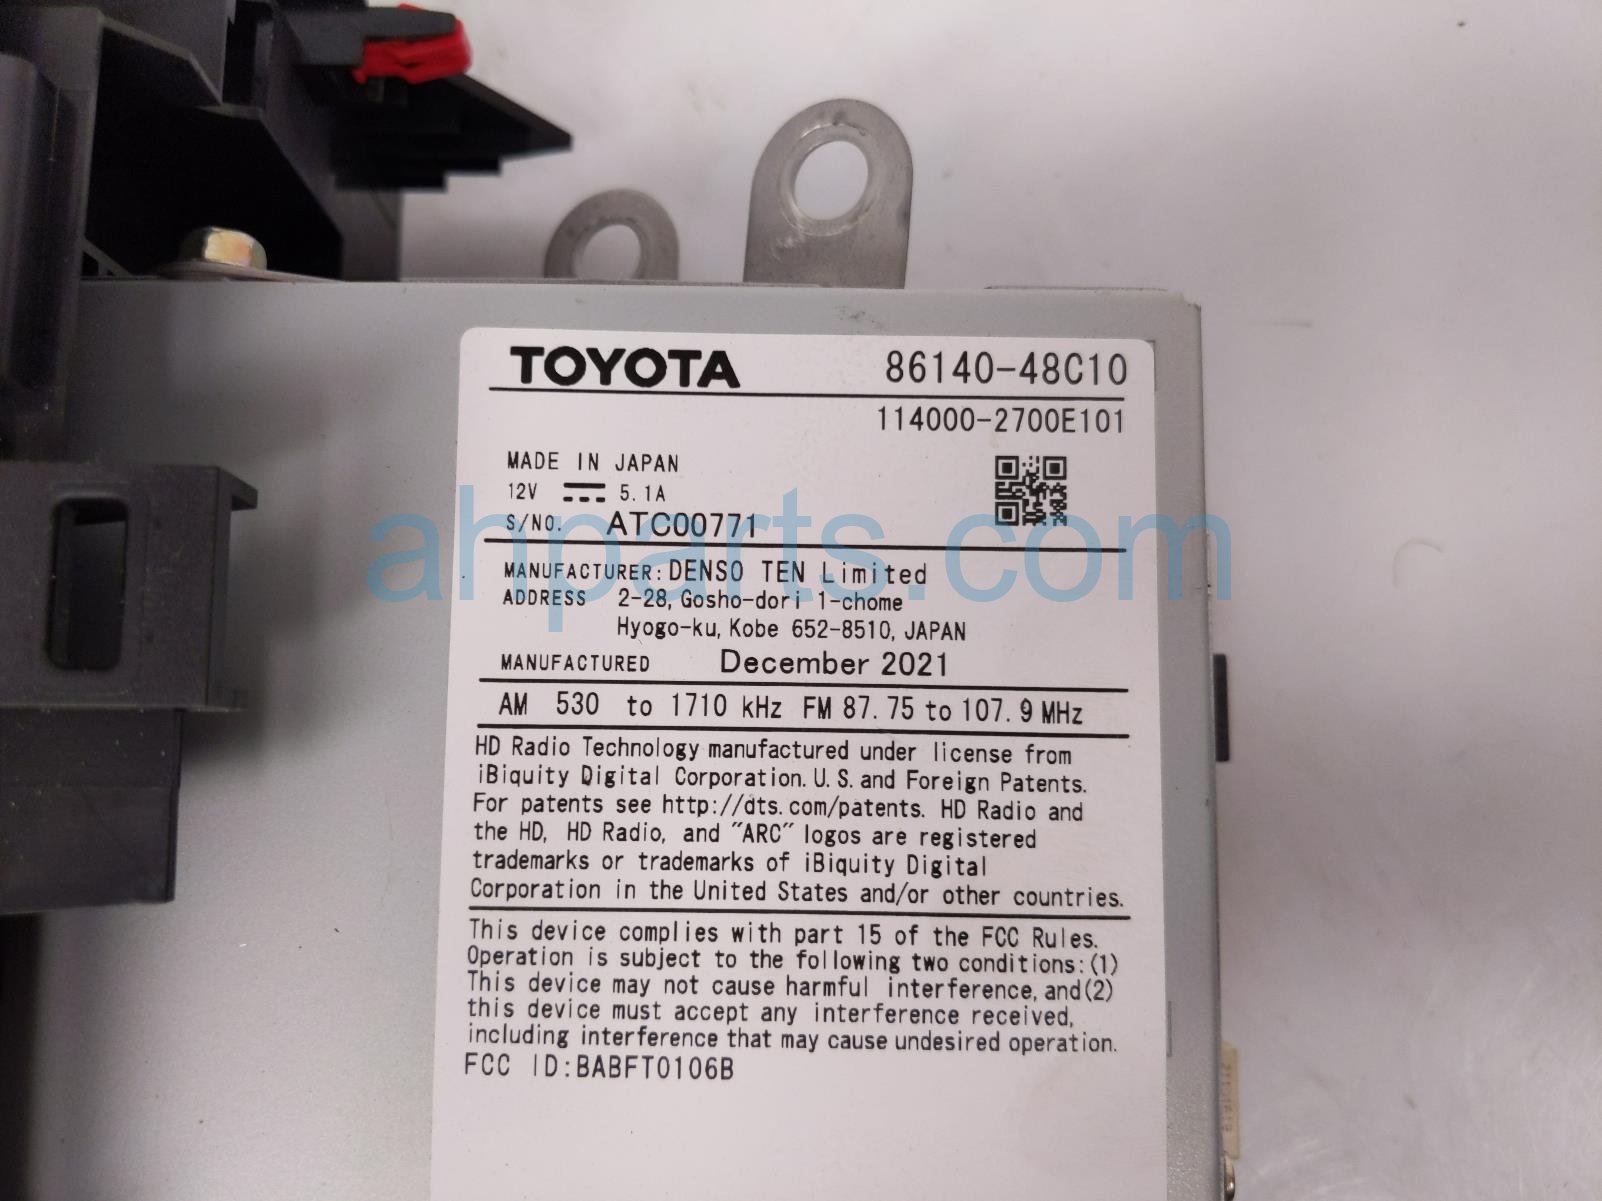 TOYOTA 86140-48C10
114000-2700E101
MADE IN JAPAN
12V 5.1A
S/NO. ATC00771
ahparts.com
MANUFACTURER: DENSO TEN Limited
ADDRESS 2-28, Gosho-dori 1-chome
Hyogo-ku, Kobe 652-8510, JAPAN
MANUFACTURED December 2021
AM 530 to 1710 kHz FM 87.75 to 107.9 MHz
HD Radio Technology manufactured under license from
iBiquity Digital Corporation. U.S. and Foreign Patents.
For patents see http://dts.com/patents. HD Radio and
the HD, HD Radio, and "ARC" logos are registered
trademarks or trademarks of iBiquity Digital
Corporation in the United States and/or other countries.
This device complies with part 15 of the FCC Rules.
Operation is subject to the following two conditions: (1)
This device may not cause harmful interference, and (2)
this device must accept any interference received,
including interference that may cause undesired operation.
FCC ID:BABFT0106B